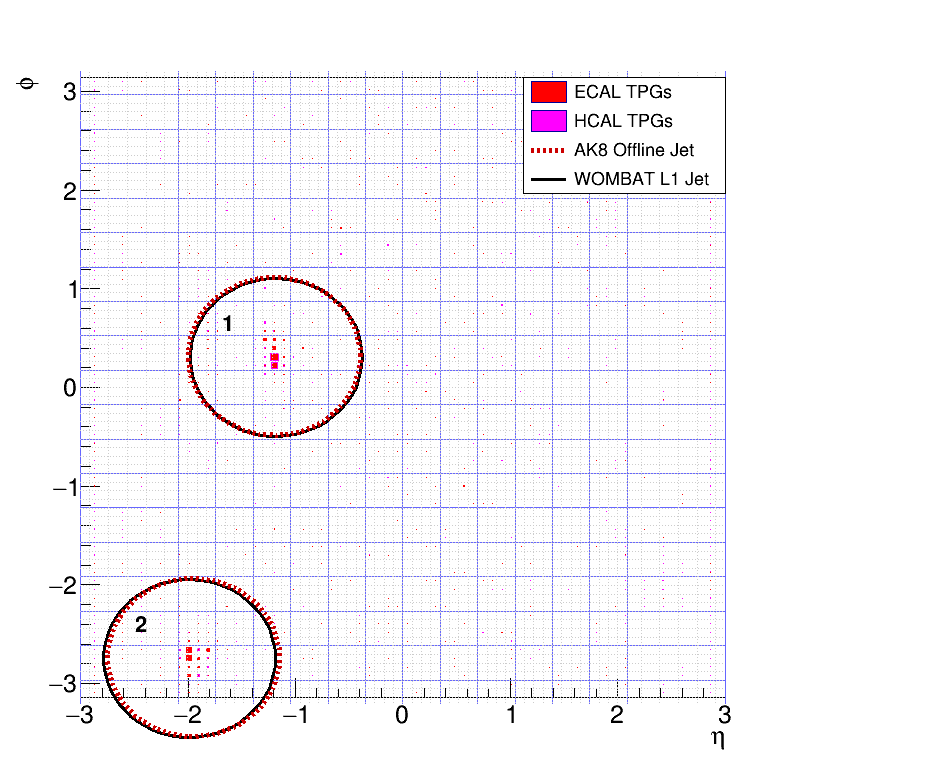 ϕ
3
2
1
0
−1
−2
−3
ECAL TPGs
HCAL TPGs
AK8 Offline Jet
WOMBAT L1 Jet
1
2
−3 −2 −1 0 1 2 3
η